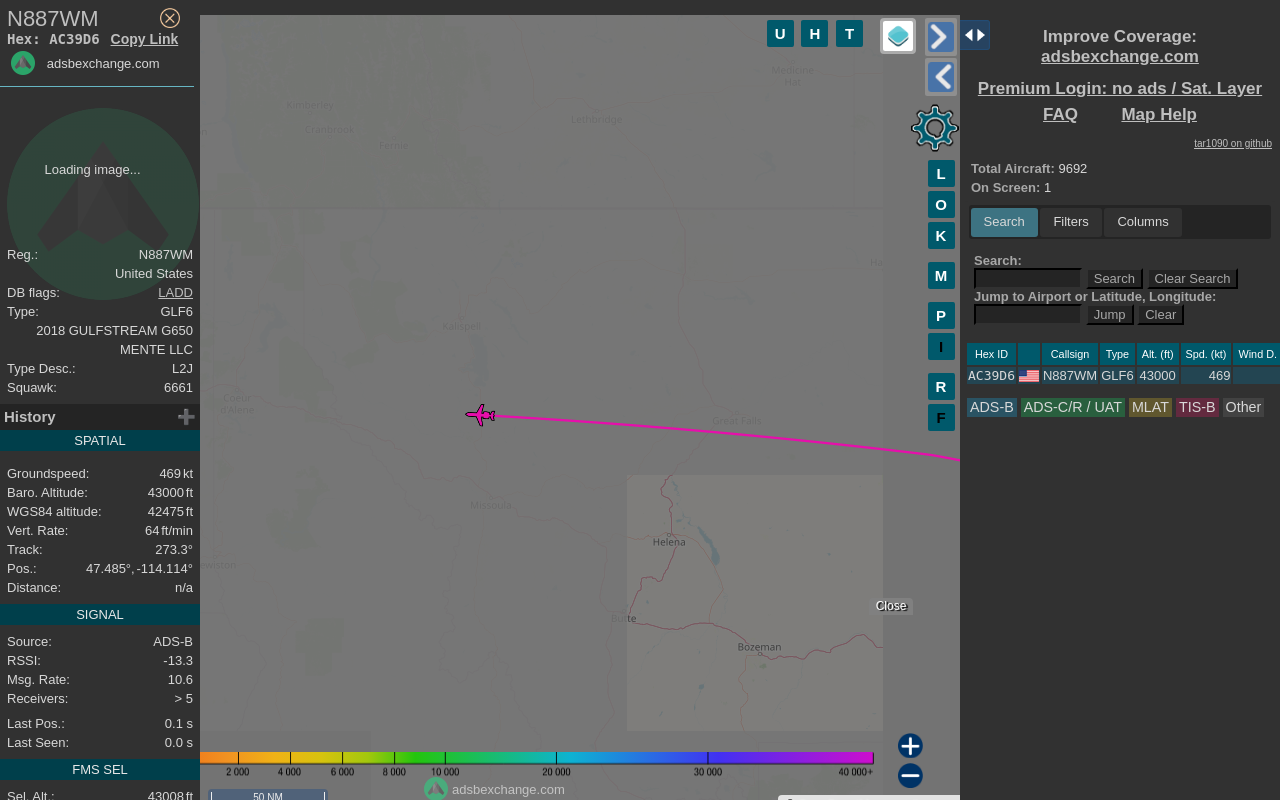 N887WM
Hex: AC39D6 Copy Link
adsbexchange.com
Loading image...
Reg.: N887WM
United States
DB flags: LADD
Type: GLF6
2018 GULFSTREAM G650
MENTE LLC
Type Desc.: L2J
Squawk: 6661
History
SPATIAL
Groundspeed: 469 kt
Baro. Altitude: 43000 ft
WGS84 altitude: 42475 ft
Vert. Rate: 64 ft/min
Track: 273.3°
Pos.: 47.485°, -114.114°
Distance: n/a
SIGNAL
Source: ADS-B
RSSI: -13.3
Msg. Rate: 10.6
Receivers: > 5
Last Pos.: 0.1 s
Last Seen: 0.0 s
FMS SEL
Sel. Alt.: 43008 ft
U H T
Medicine
Hat
Kimberley
Cranbrook
Fernie
Lethbridge
Kalispell
Coeur
d'Alene
Great Falls
Missoula
Lewiston
Helena
Butte
Bozeman
L
O
K
M
P
I
R
F
Close
2 000 4 000 6 000 8 000 10 000 20 000 30 000 40 000+
adsbexchange.com
50 NM
Improve Coverage:
adsbexchange.com
Premium Login: no ads / Sat. Layer
FAQ Map Help
tar1090 on github
Total Aircraft: 9692
On Screen: 1
Search Filters Columns
Search:
Search Clear Search
Jump to Airport or Latitude, Longitude:
Jump Clear
Hex ID Callsign Type Alt. (ft) Spd. (kt) Wind D.
AC39D6 N887WM GLF6 43000 469
ADS-B ADS-C/R / UAT MLAT TIS-B Other